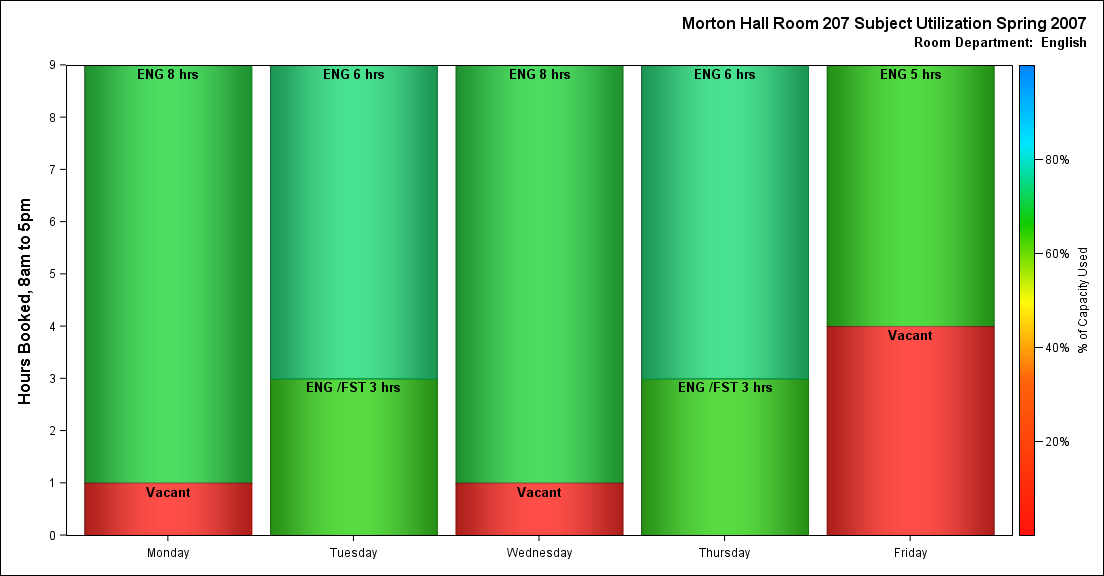 Morton Hall Room 207 Subject Utilization Spring 2007
Room Department:  English
Hours Booked, 8am to 5pm
9
8
7
6
5
4
3
2
1
0
ENG 8 hrs
Vacant
ENG 6 hrs
ENG /FST 3 hrs
ENG 8 hrs
Vacant
ENG 6 hrs
ENG /FST 3 hrs
ENG 5 hrs
Vacant
Monday
Tuesday
Wednesday
Thursday
Friday
80%
60%
40%
20%
% of Capacity Used